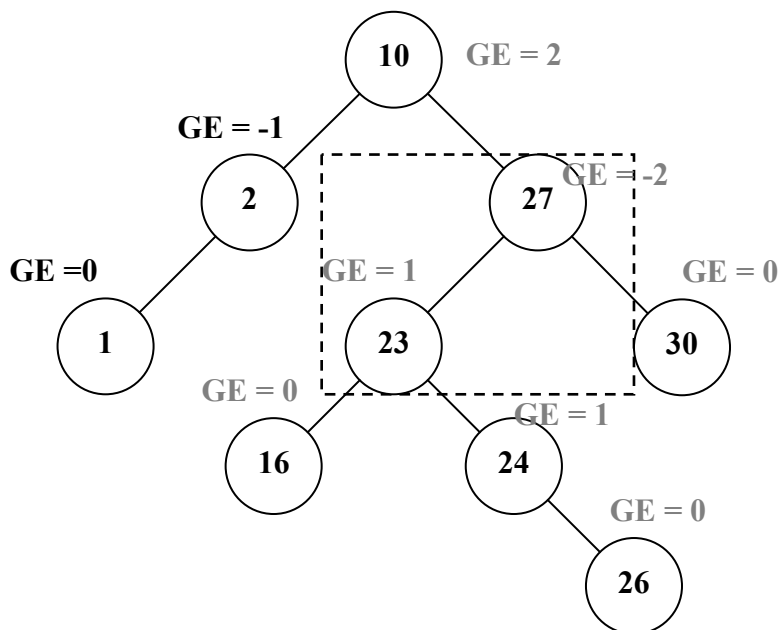 10
GE = 2
GE = -1
2
27
GE = -2
GE =0
GE = 1
GE = 0
1
23
30
GE = 0
GE = 1
16
24
GE = 0
26